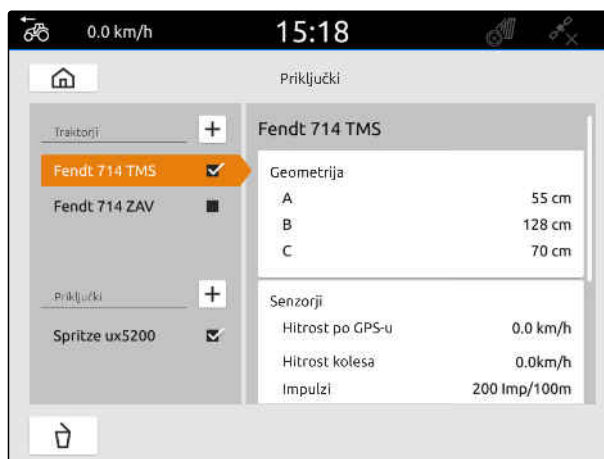 0.0 km/h
15:18
Priključki
Traktorji
+
Fendt 714 TMS
Fendt 714 ZAV
Priključki
+
Spritze ux5200
Fendt 714 TMS
Geometrija
A 55 cm
B 128 cm
C 70 cm
Senzorji
Hitrost po GPS-u 0.0 km/h
Hitrost kolesa 0.0km/h
Impulzi 200 Imp/100m